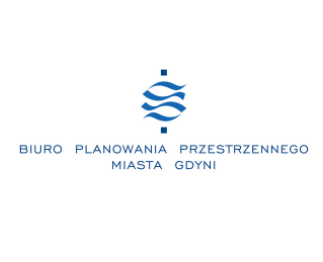 BIURO PLANOWANIA PRZESTRZENNEGO
MIASTA GDYNI